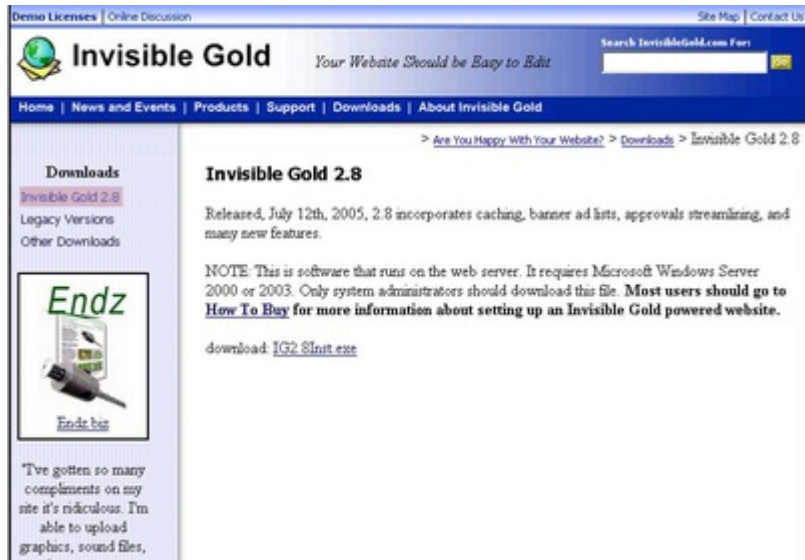 Demo Licenses | Online Discussion
Site Map | Contact Us
Invisible Gold
Your Website Should be Easy to Edit
Search InvisibleGold.com For:
Go
Home | News and Events | Products | Support | Downloads | About Invisible Gold
> Are You Happy With Your Website? > Downloads > Invisible Gold 2.8
Downloads
Invisible Gold 2.8
Legacy Versions
Other Downloads
Endz
Endz.biz
"I've gotten so many
compliments on my
site it's ridiculous. I'm
able to upload
graphics, sound files,
Invisible Gold 2.8
Released, July 12th, 2005, 2.8 incorporates caching, banner ad lists, approvals streamlining, and
many new features.
NOTE: This is software that runs on the web server. It requires Microsoft Windows Server
2000 or 2003. Only system administrators should download this file. Most users should go to
How To Buy for more information about setting up an Invisible Gold powered website.
download: IG2.8Inst.exe